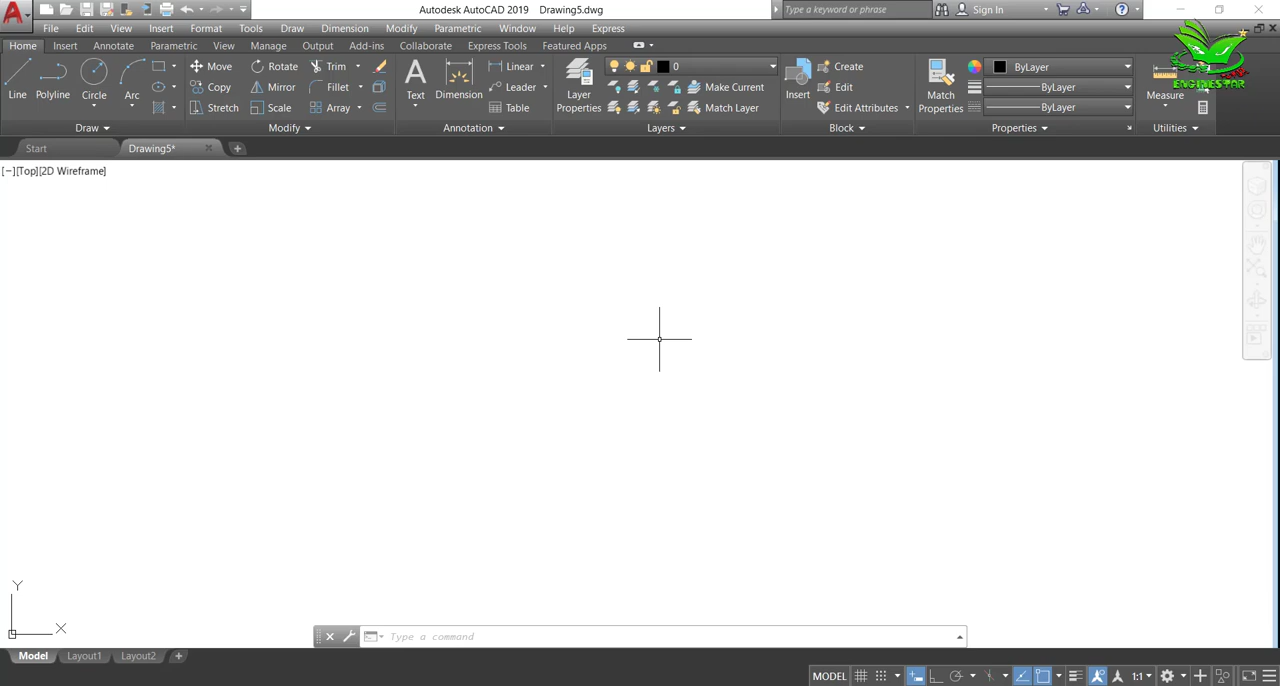 Autodesk AutoCAD 2019 Drawing5.dwg
Type a keyword or phrase
Sign In
File Edit View Insert Format Tools Draw Dimension Modify Parametric Window Help Express
Home Insert Annotate Parametric View Manage Output Add-ins Collaborate Express Tools Featured Apps
Line
Polyline
Circle
Arc
Draw
Move Rotate Trim
Copy Mirror Fillet
Stretch Scale Array
Modify
Text
Dimension
Linear
Leader
Table
Annotation
Layer
Properties
0
Make Current
Match Layer
Layers
Insert
Create
Edit
Edit Attributes
Block
Match
Properties
ByLayer
ByLayer
ByLayer
Properties
Measure
Utilities
ENGINESTAR
Start
Drawing5*
[−][Top][2D Wireframe]
Y
X
Type a command
Model Layout1 Layout2
MODEL
1:1